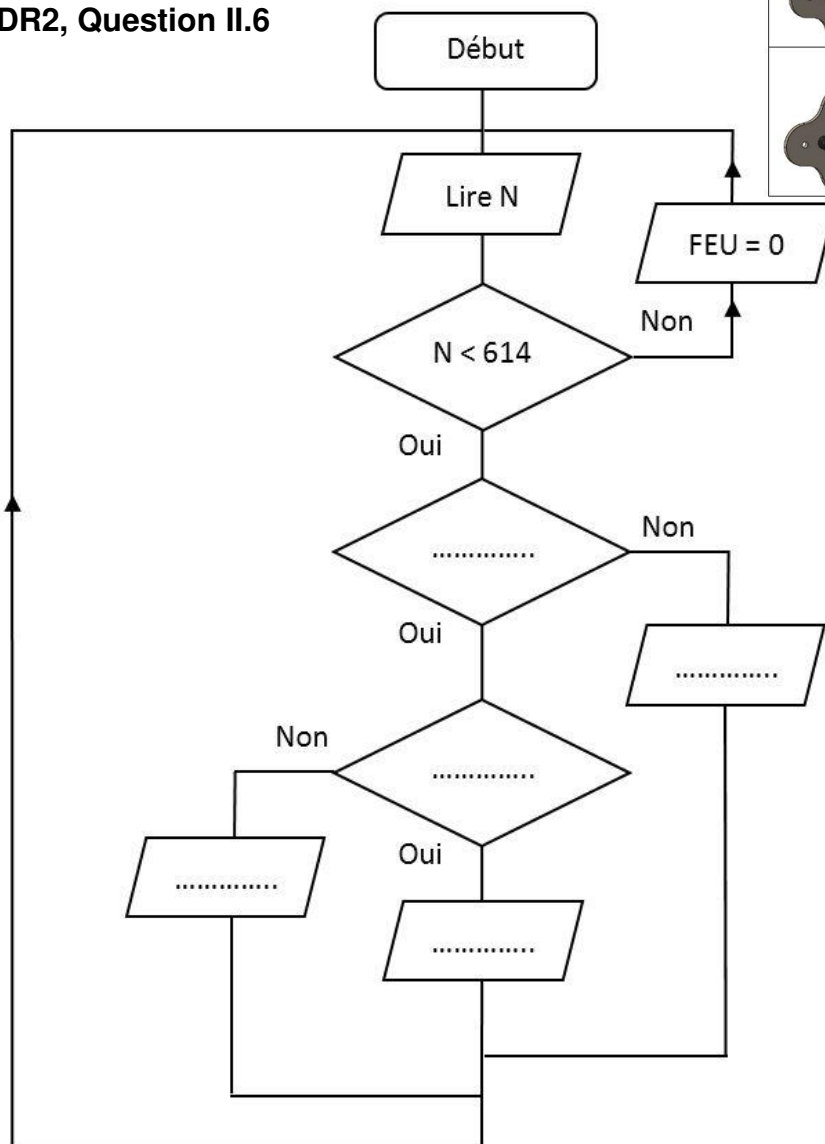 DR2, Question II.6
Début
Lire N
FEU = 0
Non
N < 614
Oui
Non
…………..
Oui
…………..
Non
…………..
Oui
…………..
…………..